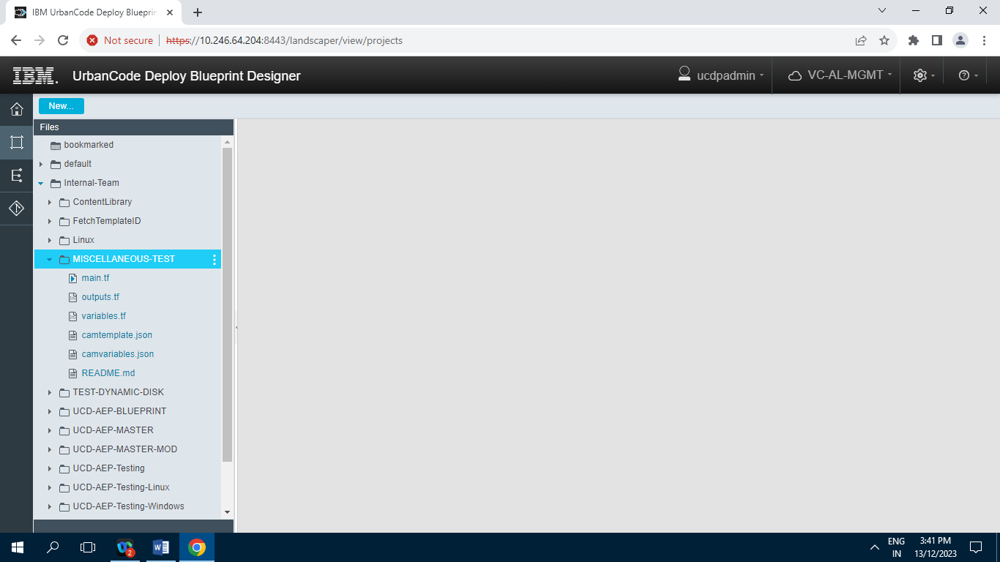 IBM UrbanCode Deploy Blueprin
Not secure https://10.246.64.204:8443/landscaper/view/projects
IBM. UrbanCode Deploy Blueprint Designer ucdpadmin VC-AL-MGMT
New...
Files
bookmarked
default
Internal-Team
ContentLibrary
FetchTemplateID
Linux
MISCELLANEOUS-TEST
main.tf
outputs.tf
variables.tf
camtemplate.json
camvariables.json
README.md
TEST-DYNAMIC-DISK
UCD-AEP-BLUEPRINT
UCD-AEP-MASTER
UCD-AEP-MASTER-MOD
UCD-AEP-Testing
UCD-AEP-Testing-Linux
UCD-AEP-Testing-Windows
2
ENG 3:41 PM
IN 13/12/2023